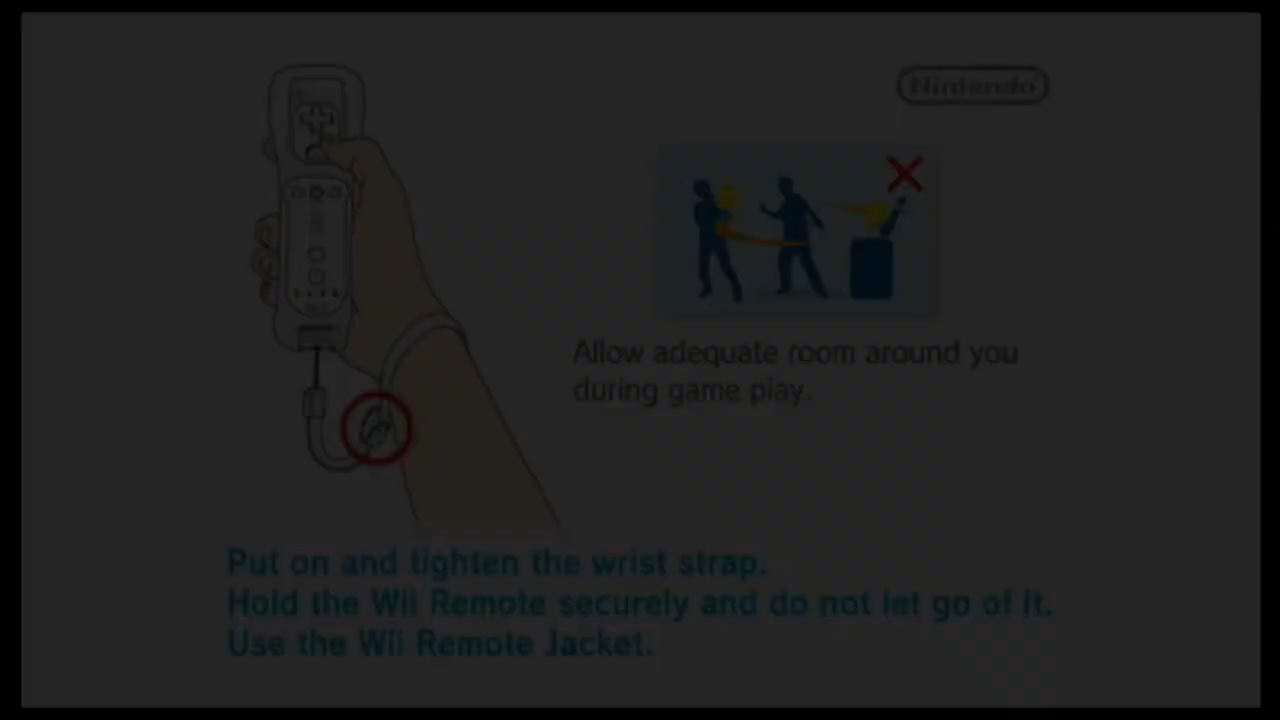 Nintendo
Allow adequate room around you
during game play.
Put on and tighten the wrist strap.
Hold the Wii Remote securely and do not let go of it.
Use the Wii Remote Jacket.